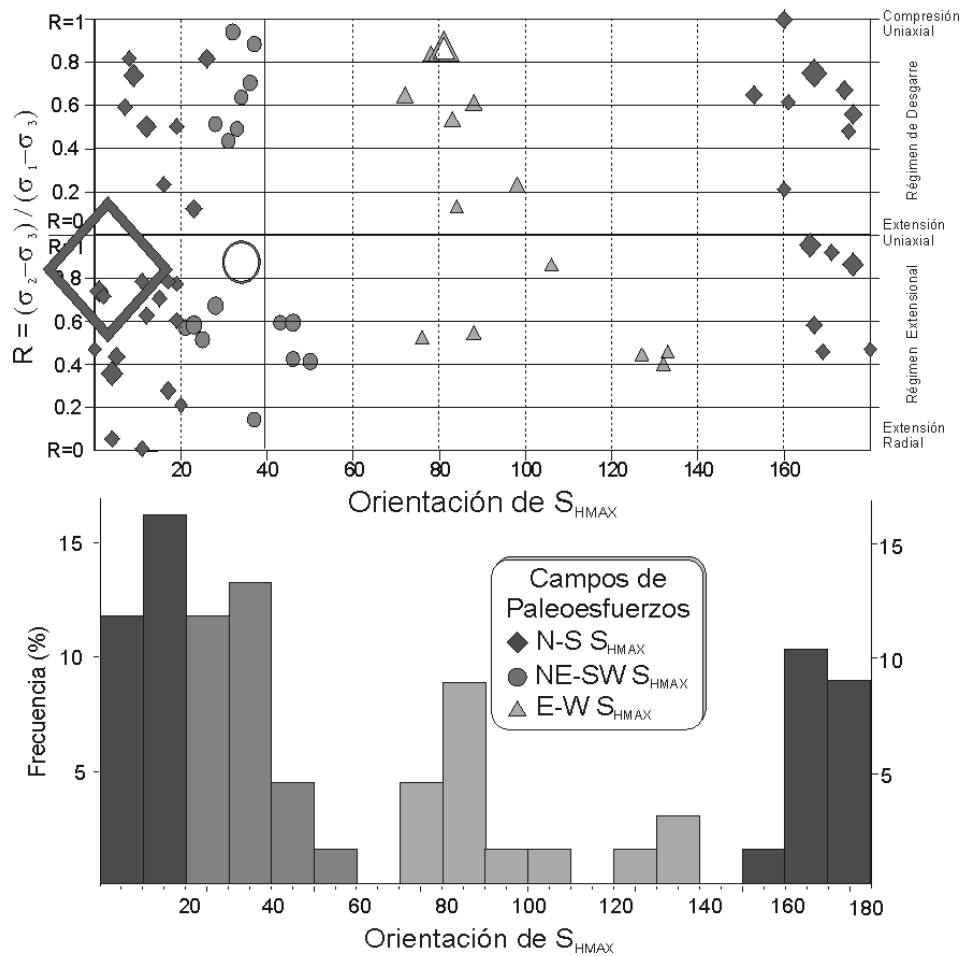 R=1
0.8
0.6
0.4
0.2
R=0
R=1
0.8
0.6
0.4
0.2
R=0
R = (σ2−σ3) / (σ1−σ3)
Compresión
Uniaxial
Régimen de Desgarre
Extensión
Uniaxial
Régimen Extensional
Extensión
Radial
20 40 60 80 100 120 140 160
Orientación de SHMAX
15
10
5
Frecuencia (%)
Campos de
Paleoesfuerzos
N-S SHMAX
NE-SW SHMAX
E-W SHMAX
15
10
5
20 40 60 80 100 120 140 160 180
Orientación de SHMAX